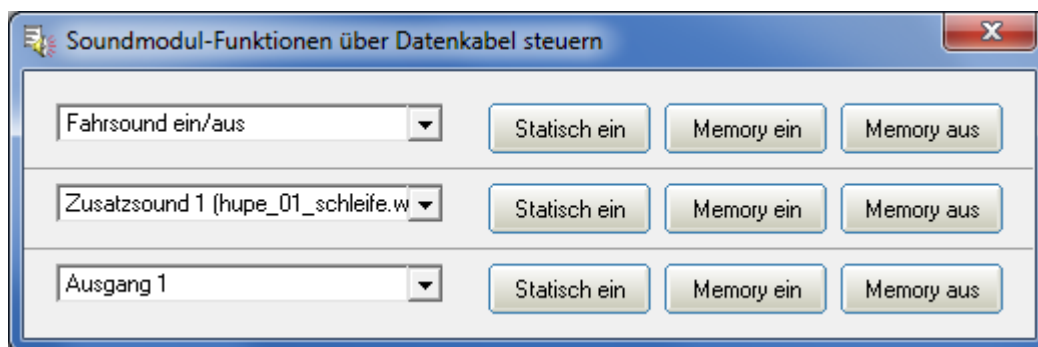 Soundmodul-Funktionen über Datenkabel steuern
Fahrsound ein/aus Statisch ein Memory ein Memory aus
Zusatzsound 1 (hupe_01_schleife.w Statisch ein Memory ein Memory aus
Ausgang 1 Statisch ein Memory ein Memory aus